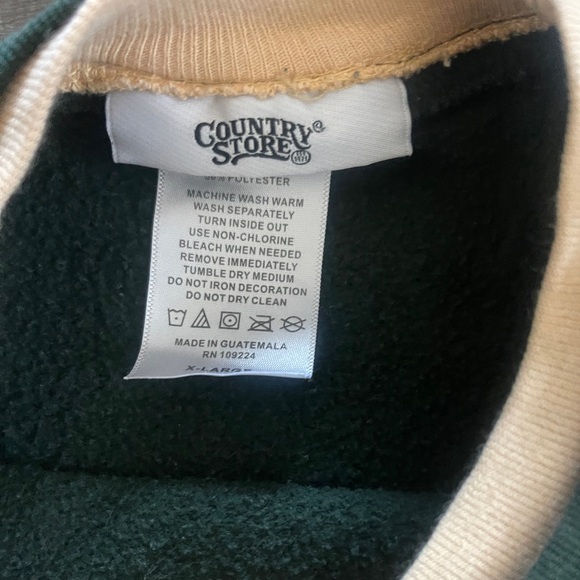 COUNTRY
STORE
POLYESTER
MACHINE WASH WARM
WASH SEPARATELY
TURN INSIDE OUT
USE NON-CHLORINE
BLEACH WHEN NEEDED
REMOVE IMMEDIATELY
TUMBLE DRY MEDIUM
DO NOT IRON DECORATION
DO NOT DRY CLEAN
MADE IN GUATEMALA
RN 109224
X-LARGE